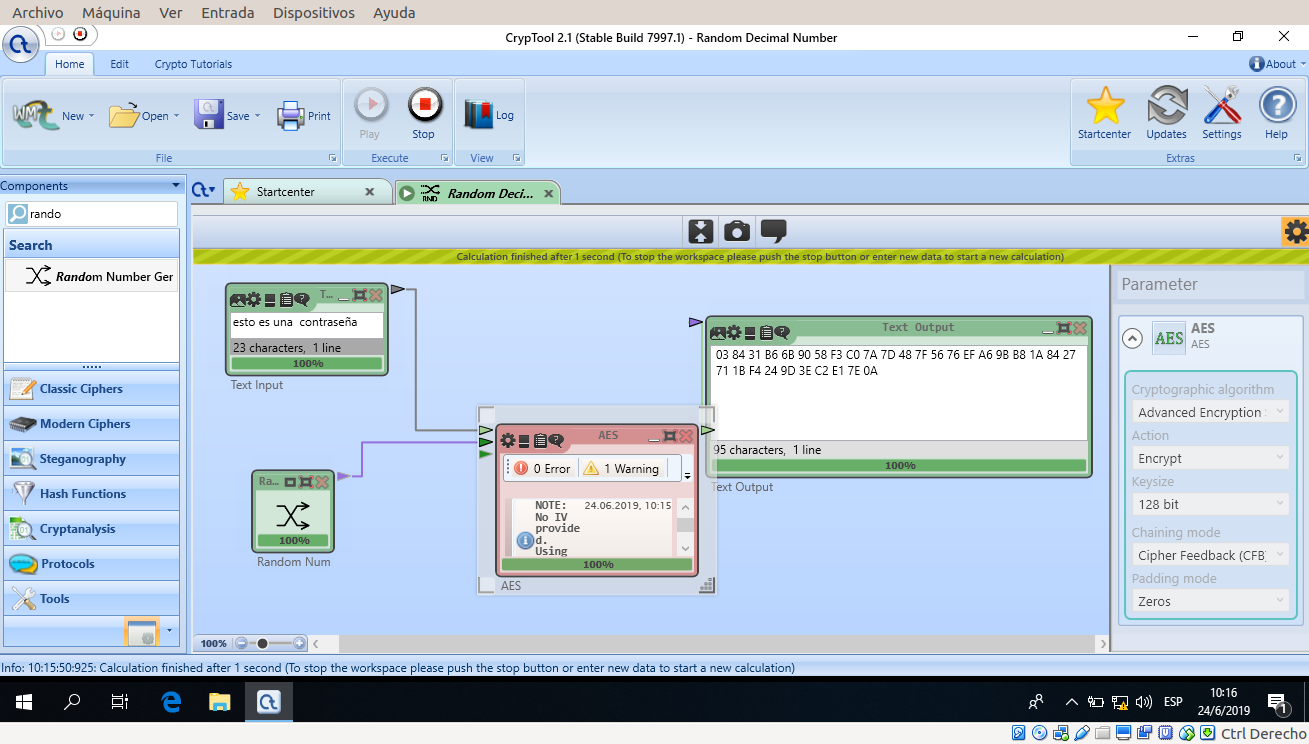 Archivo Máquina Ver Entrada Dispositivos Ayuda
CrypTool 2.1 (Stable Build 7997.1) - Random Decimal Number
Home Edit Crypto Tutorials About
New Open Save Print
File
Play Stop
Execute
Log
View
Startcenter Updates Settings Help
Extras
Components
rando
Search
Random Number Ger
Classic Ciphers
Modern Ciphers
Steganography
Hash Functions
Cryptanalysis
Protocols
Tools
Startcenter
RND
Random Deci...
Calculation finished after 1 second (To stop the workspace please push the stop button or enter new data to start a new calculation)
T...
esto es una  contraseña
23 characters,  1 line
100%
Text Input
Ra...
100%
Random Num
AES
0 Error 1 Warning
NOTE: 24.06.2019, 10:15
No IV
provide
d.
Using
100%
AES
Text Output
03 84 31 B6 6B 90 58 F3 C0 7A 7D 48 7F 56 76 EF A6 9B B8 1A 84 27
71 1B F4 24 9D 3E C2 E1 7E 0A
95 characters,  1 line
100%
Text Output
Parameter
AES
AES
AES
Cryptographic algorithm
Advanced Encryption
Action
Encrypt
Keysize
128 bit
Chaining mode
Cipher Feedback (CFB)
Padding mode
Zeros
100%
Info: 10:15:50:925: Calculation finished after 1 second (To stop the workspace please push the stop button or enter new data to start a new calculation)
ESP
10:16
24/6/2019
1
Ctrl Derecho